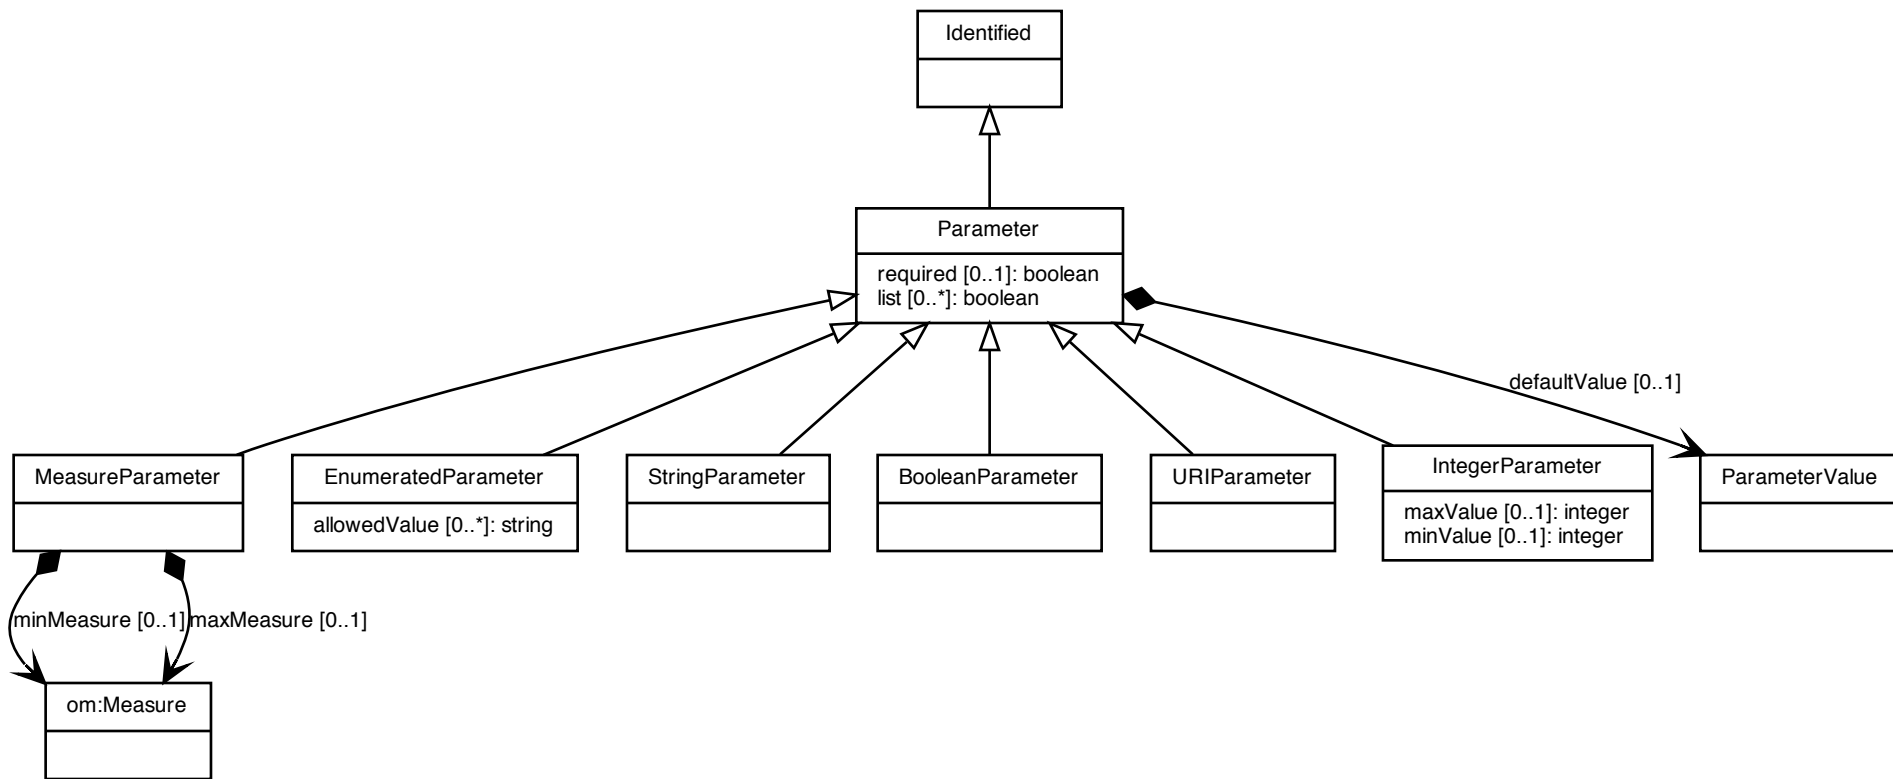 Identified
Parameter
required [0..1]: boolean
list [0..*]: boolean
defaultValue [0..1]
MeasureParameter
EnumeratedParameter
allowedValue [0..*]: string
StringParameter
BooleanParameter
URIParameter
IntegerParameter
maxValue [0..1]: integer
minValue [0..1]: integer
ParameterValue
minMeasure [0..1]
maxMeasure [0..1]
om:Measure